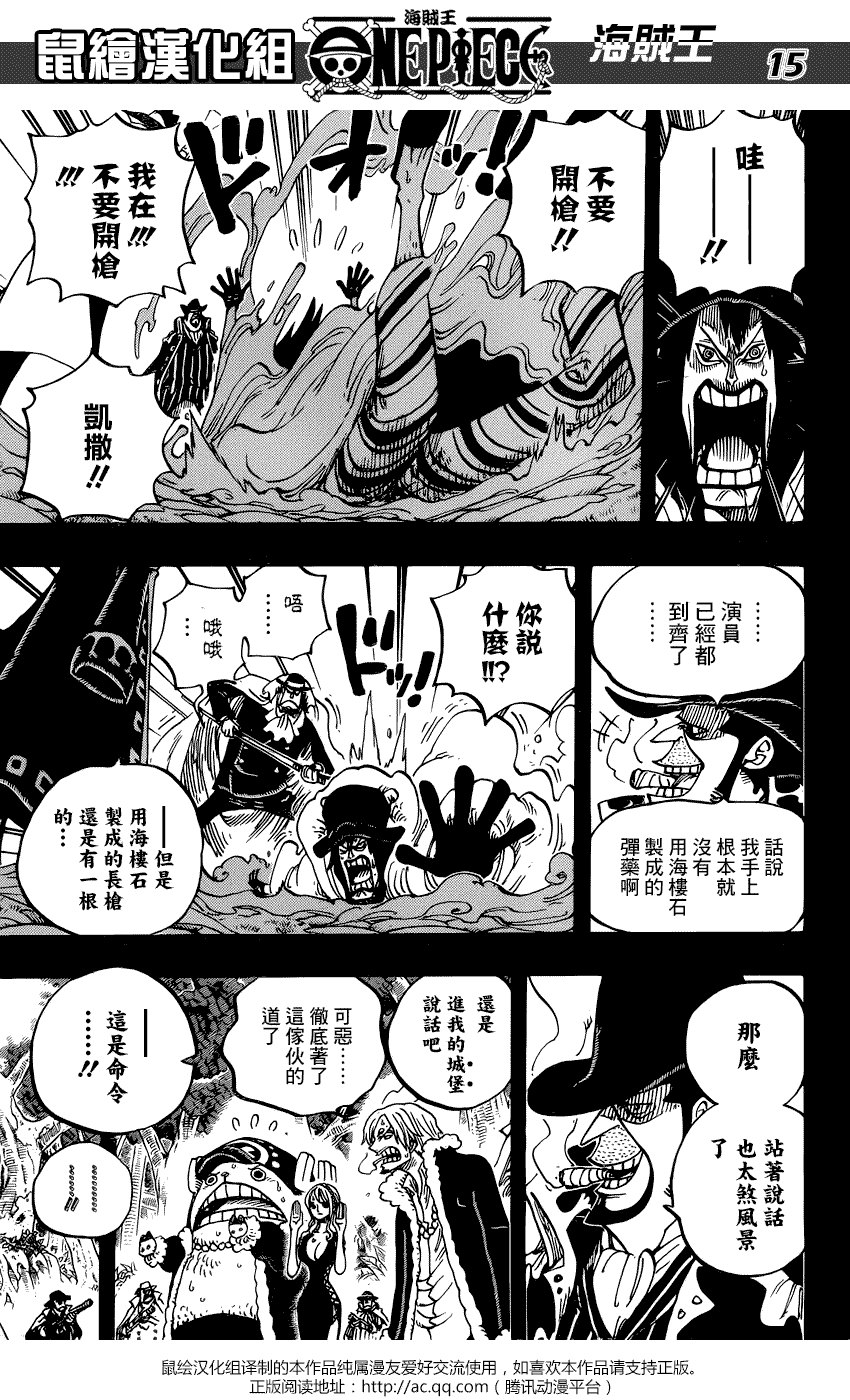 鼠繪漢化組
海賊王
ONE PIECE
海賊王
15
哇
——
——!!
不要
開槍!!
ドオッ!!
我在!!!
不要開槍
!!!
凱撒!!
……
演員
已經都
到齊了
……
話說
我手上
根本就
沒有
用海樓石
製成的
彈藥啊
你說
什麼!!?
ドッ!!
唔
……
…
哦哦
——但是
用海樓石
製成的長槍
還是有一根
的…
那麼
站著說話
也太煞風景
了
還是
進我的城堡
說話吧
可惡……
徹底著了
這傢伙的
道了
——
這是命令
……!!
……!!
鼠绘汉化组译制的本作品纯属漫友爱好交流使用，如喜欢本作品请支持正版。
正版阅读地址：http://ac.qq.com（腾讯动漫平台）